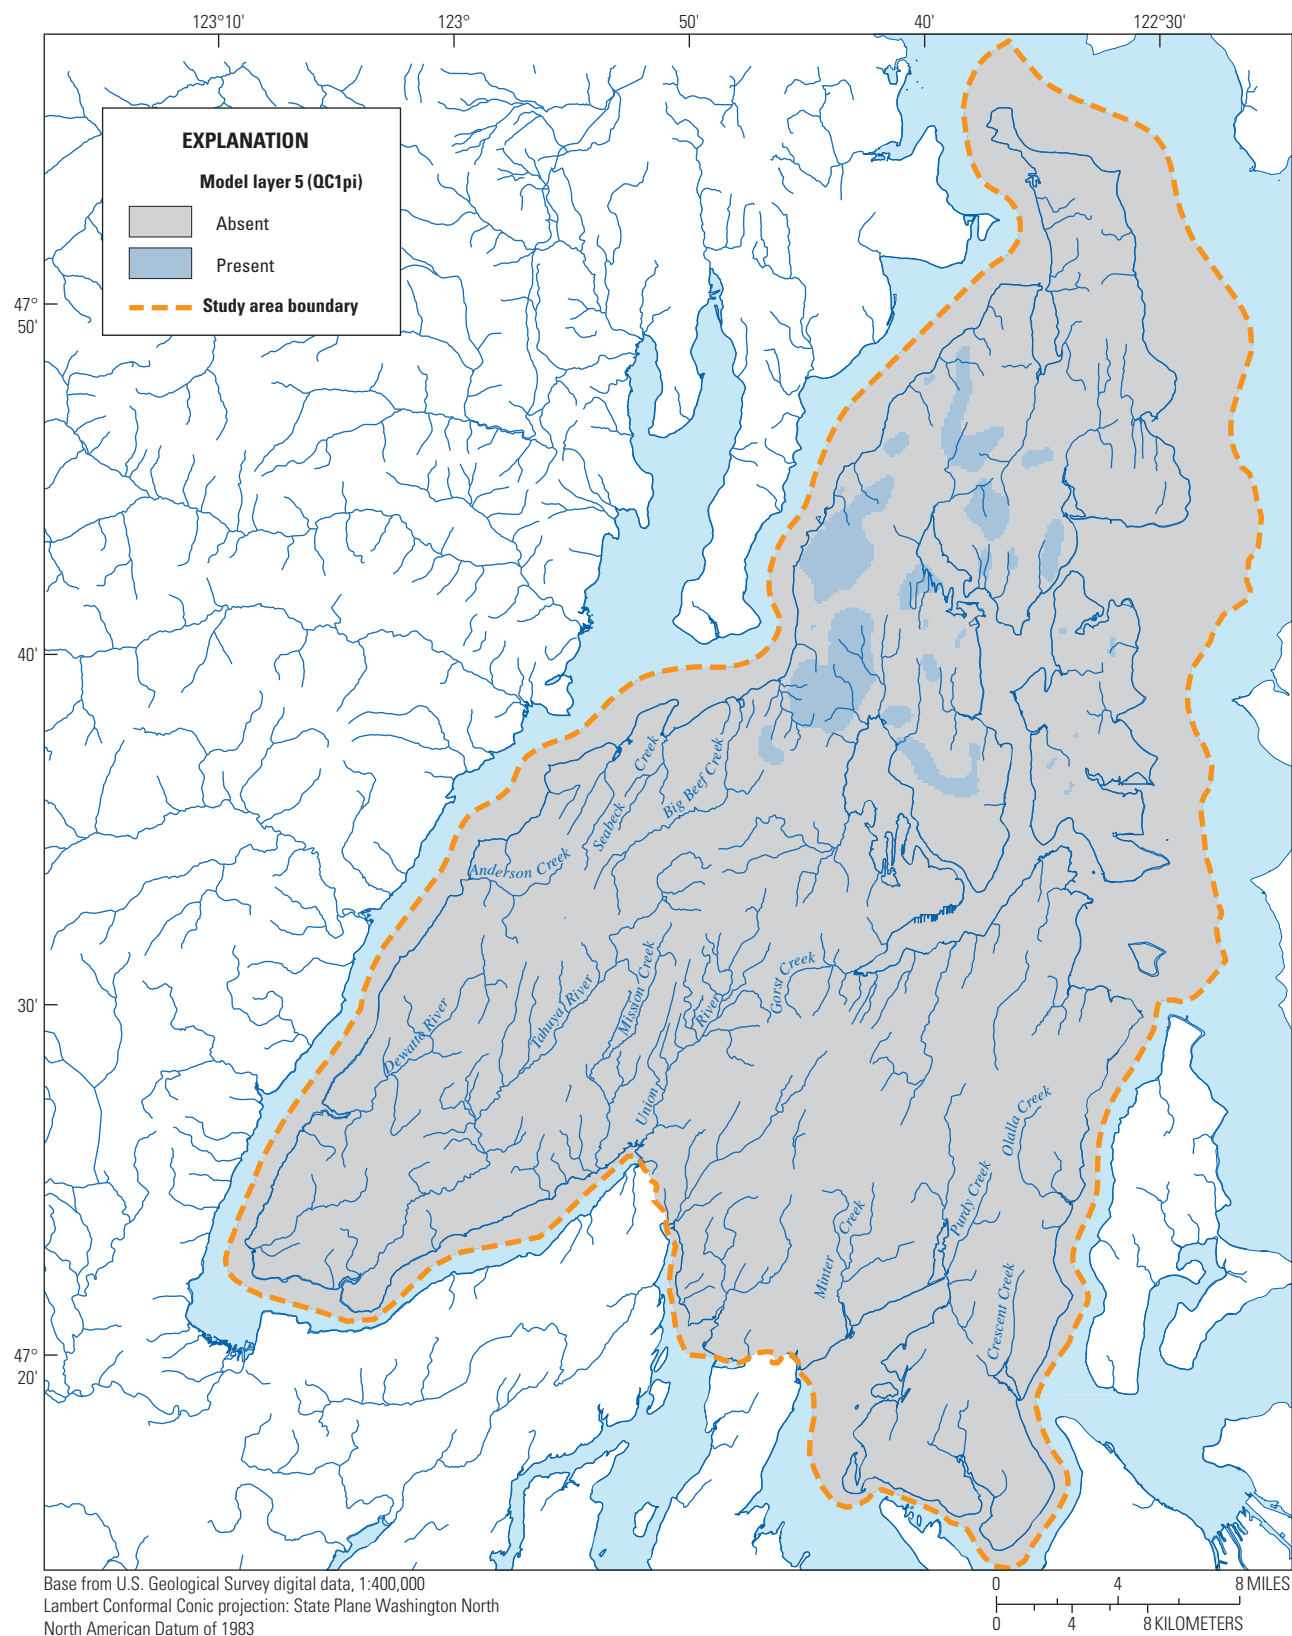 123°10'
123°
50'
40'
122°30'
EXPLANATION
Model layer 5 (QC1pi)
Absent
Present
Study area boundary
47°
50'
40'
30'
47°
20'
Seabeck Creek
Big Beef Creek
Anderson Creek
Dewatto River
Tahuya River
Mission Creek
Union River
Gorst Creek
Olalla Creek
Purdy Creek
Minter Creek
Crescent Creek
Base from U.S. Geological Survey digital data, 1:400,000
Lambert Conformal Conic projection: State Plane Washington North
North American Datum of 1983
0 4 8 MILES
0 4 8 KILOMETERS